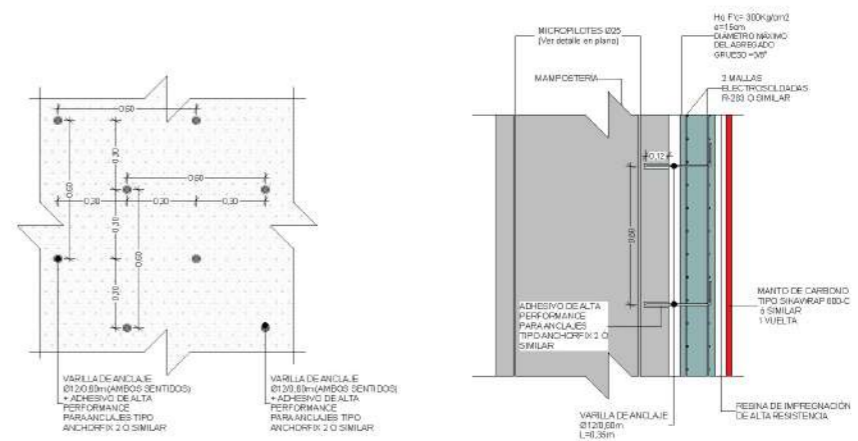 0,60
0,30
0,60
0,60
0,30
0,30
0,30
0,30
0,60
0,30
VARILLA DE ANCLAJE
Ø12/0,60m(AMBOS SENTIDOS)
+ ADHESIVO DE ALTA
PERFORMANCE
PARA ANCLAJES TIPO
ANCHORFIX 2 O SIMILAR
VARILLA DE ANCLAJE
Ø12/0,60m(AMBOS SENTIDOS)
+ ADHESIVO DE ALTA
PERFORMANCE
PARA ANCLAJES TIPO
ANCHORFIX 2 O SIMILAR
MICROPILOTES Ø25
(Ver detalle en plano)
MAMPOSTERIA
Ho F'c= 300Kg/cm2
e=15cm
DIÁMETRO MÁXIMO
DEL AGREGADO
GRUESO =3/8"
2 MALLAS
ELECTROSOLDADAS
R-283 O SIMILAR
0,12
0,60
ADHESIVO DE ALTA
PERFORMANCE
PARA ANCLAJES
TIPO ANCHORFIX 2 O
SIMILAR
MANTO DE CARBONO
TIPO SIKAWRAP 600-C
ó SIMILAR
1 VUELTA
VARILLA DE ANCLAJE
Ø12/0,60m
L=0,35m
RESINA DE IMPREGNACIÓN
DE ALTA RESISTENCIA